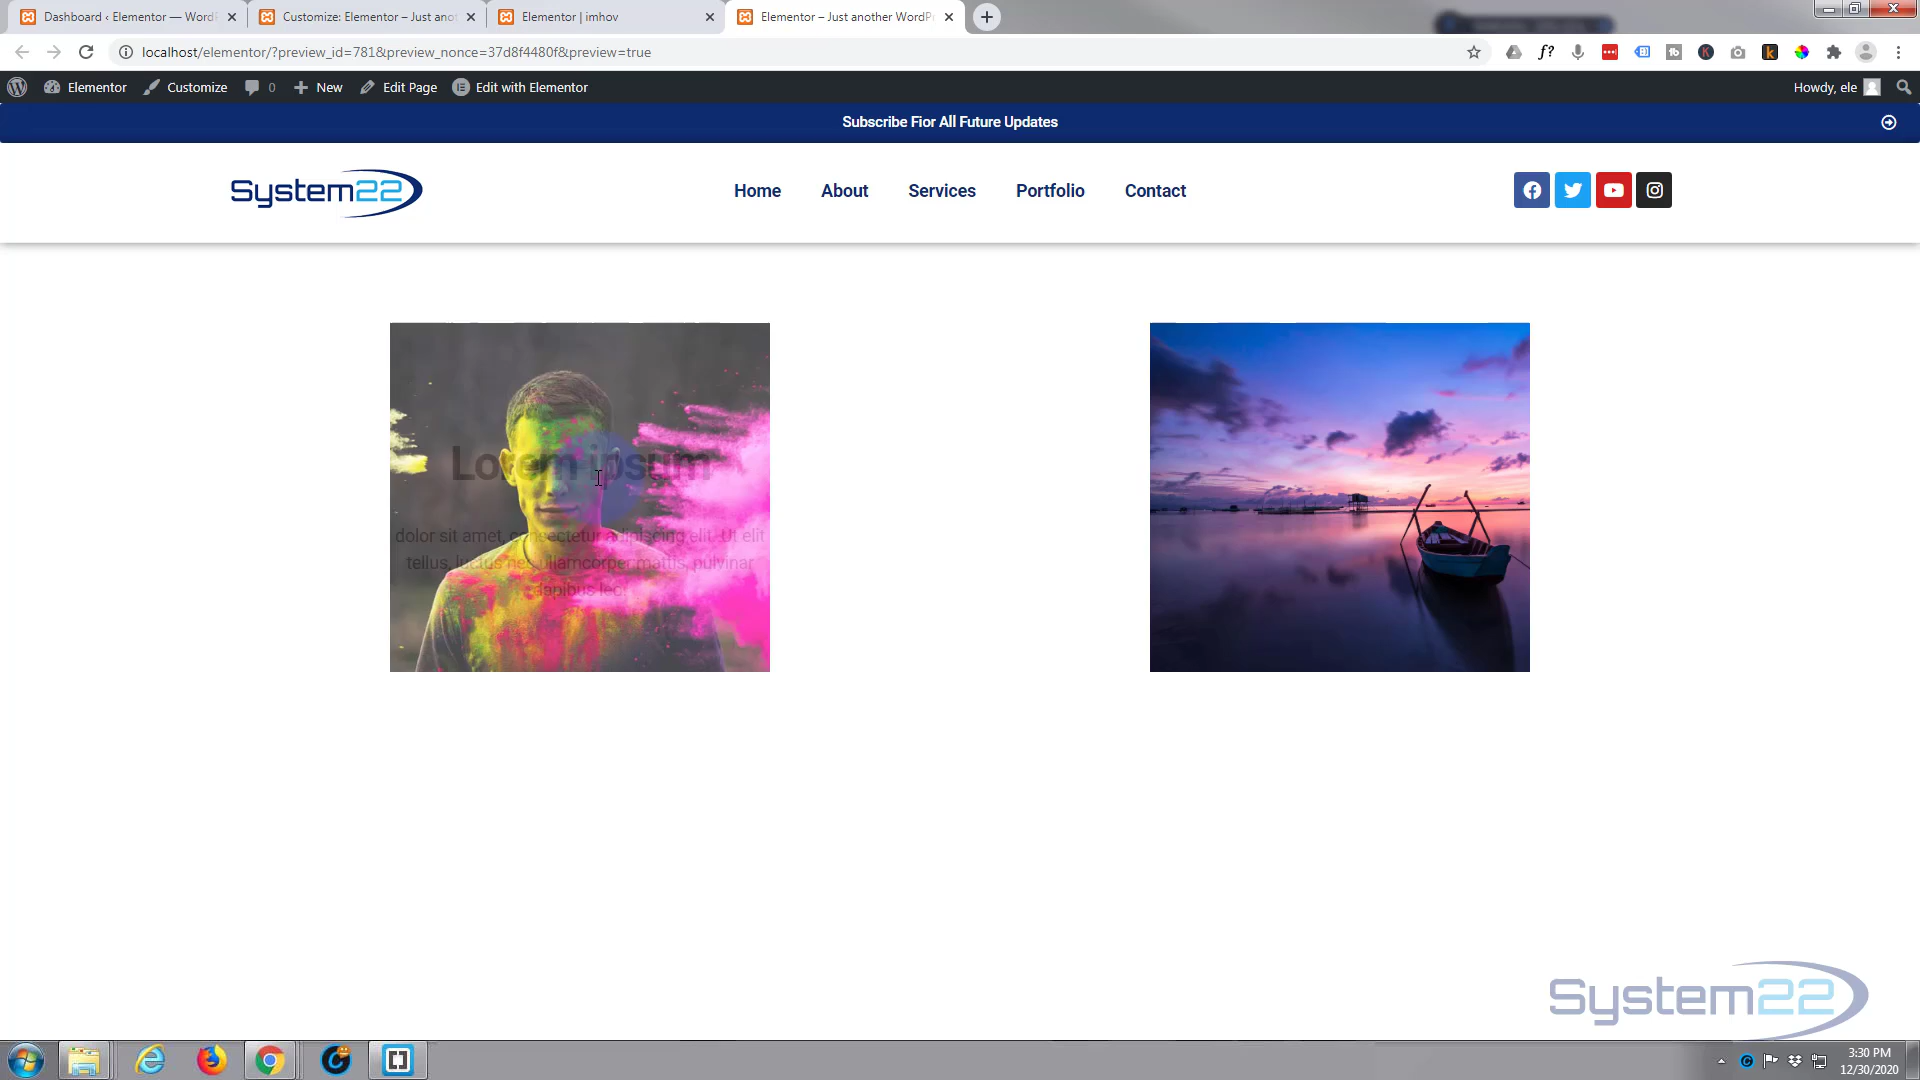 Dashboard ‹ Elementor — WordP
Customize: Elementor – Just anot
Elementor | imhov
Elementor – Just another WordPr
localhost/elementor/?preview_id=781&preview_nonce=37d8f4480f&preview=true
Elementor
Customize
0
New
Edit Page
Edit with Elementor
Howdy, ele
Subscribe Fior All Future Updates
System22
Home
About
Services
Portfolio
Contact
Lorem ipsum
dolor sit amet, consectetur adipiscing elit. Ut elit
tellus, luctus nec ullamcorper mattis, pulvinar
dapibus leo.
System22
3:30 PM
12/30/2020